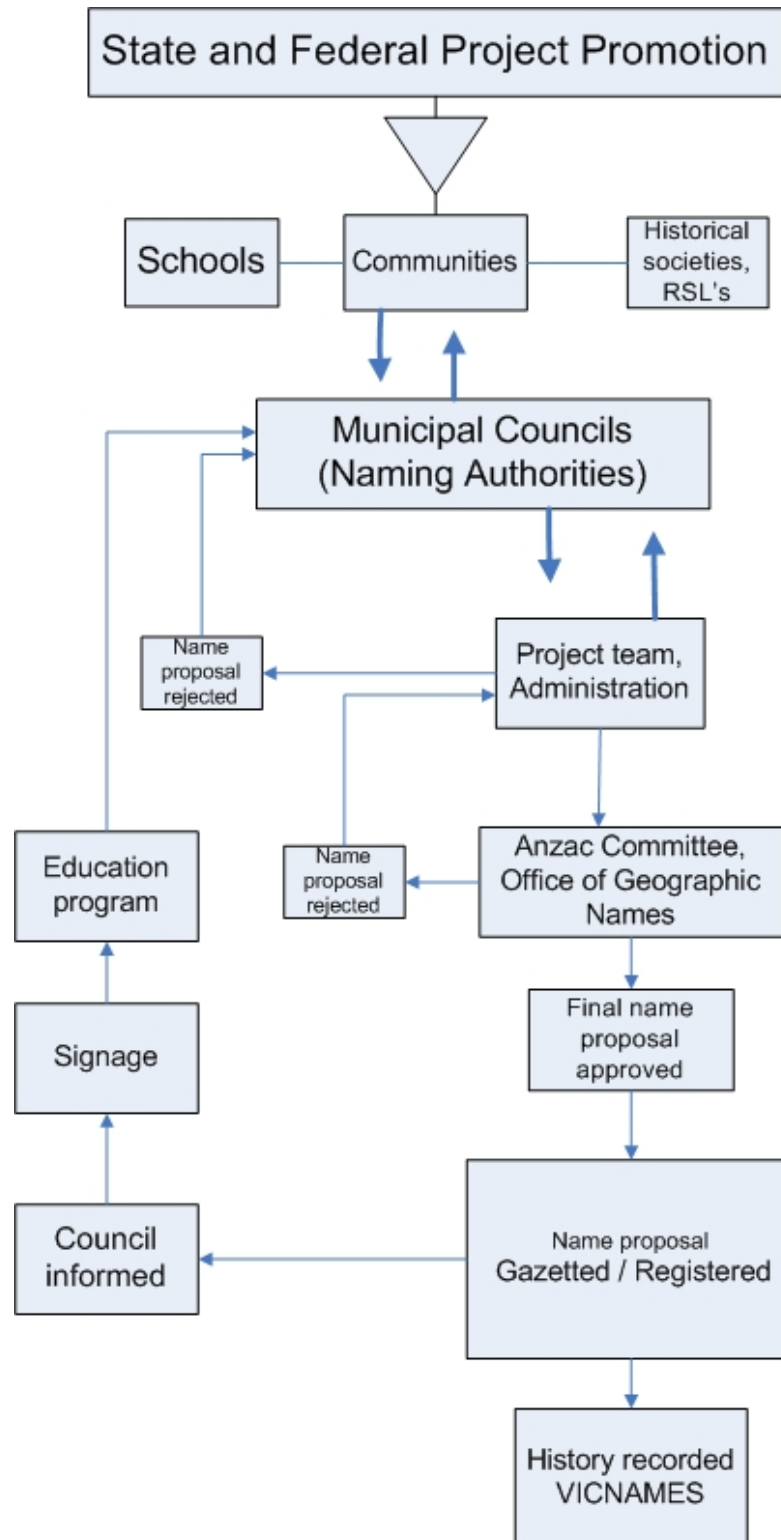 State and Federal Project Promotion
Schools
Communities
Historical
societies,
RSL's
Municipal Councils
(Naming Authorities)
Name
proposal
rejected
Project team,
Administration
Education
program
Name
proposal
rejected
Anzac Committee,
Office of Geographic
Names
Signage
Final name
proposal
approved
Council
informed
Name proposal
Gazetted / Registered
History recorded
VICNAMES